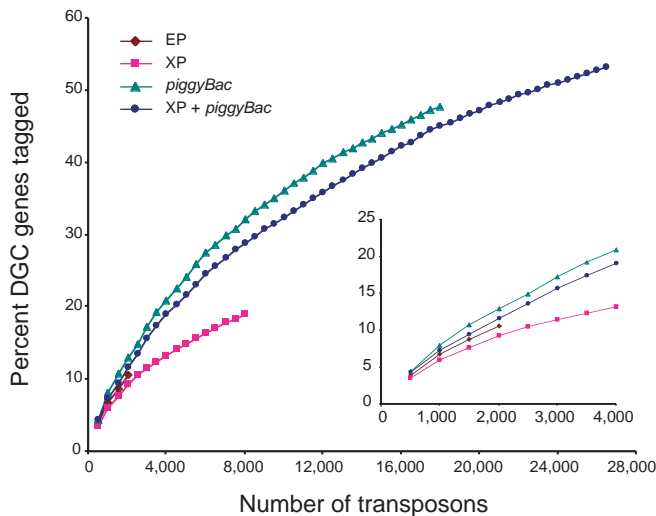 60
50
40
30
20
10
0
Percent DGC genes tagged
EP
XP
piggyBac
XP + piggyBac
25
20
15
10
5
0
0 1,000 2,000 3,000 4,000
0 4,000 8,000 12,000 16,000 20,000 24,000 28,000
Number of transposons